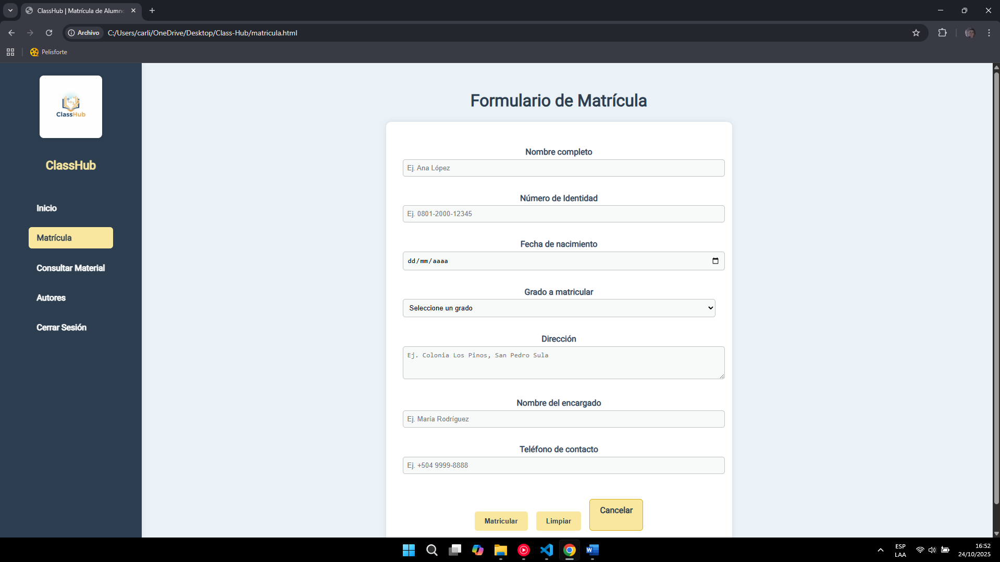 ClassHub | Matrícula de Alumno
Archivo
C:/Users/carli/OneDrive/Desktop/Class-Hub/matricula.html
Pelisforte
ClassHub
ClassHub
Inicio
Matrícula
Consultar Material
Autores
Cerrar Sesión
Formulario de Matrícula
Nombre completo
Ej. Ana López
Número de Identidad
Ej. 0801-2000-12345
Fecha de nacimiento
dd/mm/aaaa
Grado a matricular
Seleccione un grado
Dirección
Ej. Colonia Los Pinos, San Pedro Sula
Nombre del encargado
Ej. María Rodríguez
Teléfono de contacto
Ej. +504 9999-8888
Matricular
Limpiar
Cancelar
ESP
LAA
16:52
24/10/2025